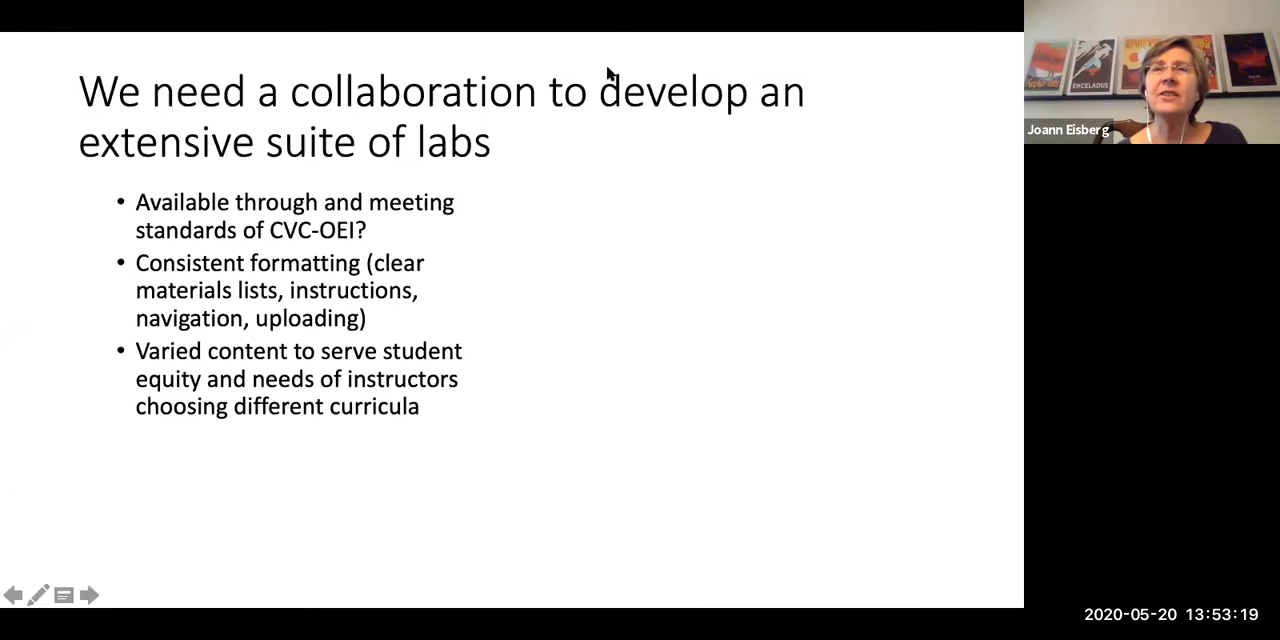 We need a collaboration to develop an
extensive suite of labs
• Available through and meeting
standards of CVC-OEI?
• Consistent formatting (clear
materials lists, instructions,
navigation, uploading)
• Varied content to serve student
equity and needs of instructors
choosing different curricula
ENCELADUS
Joann Eisberg
2020-05-20 13:53:19